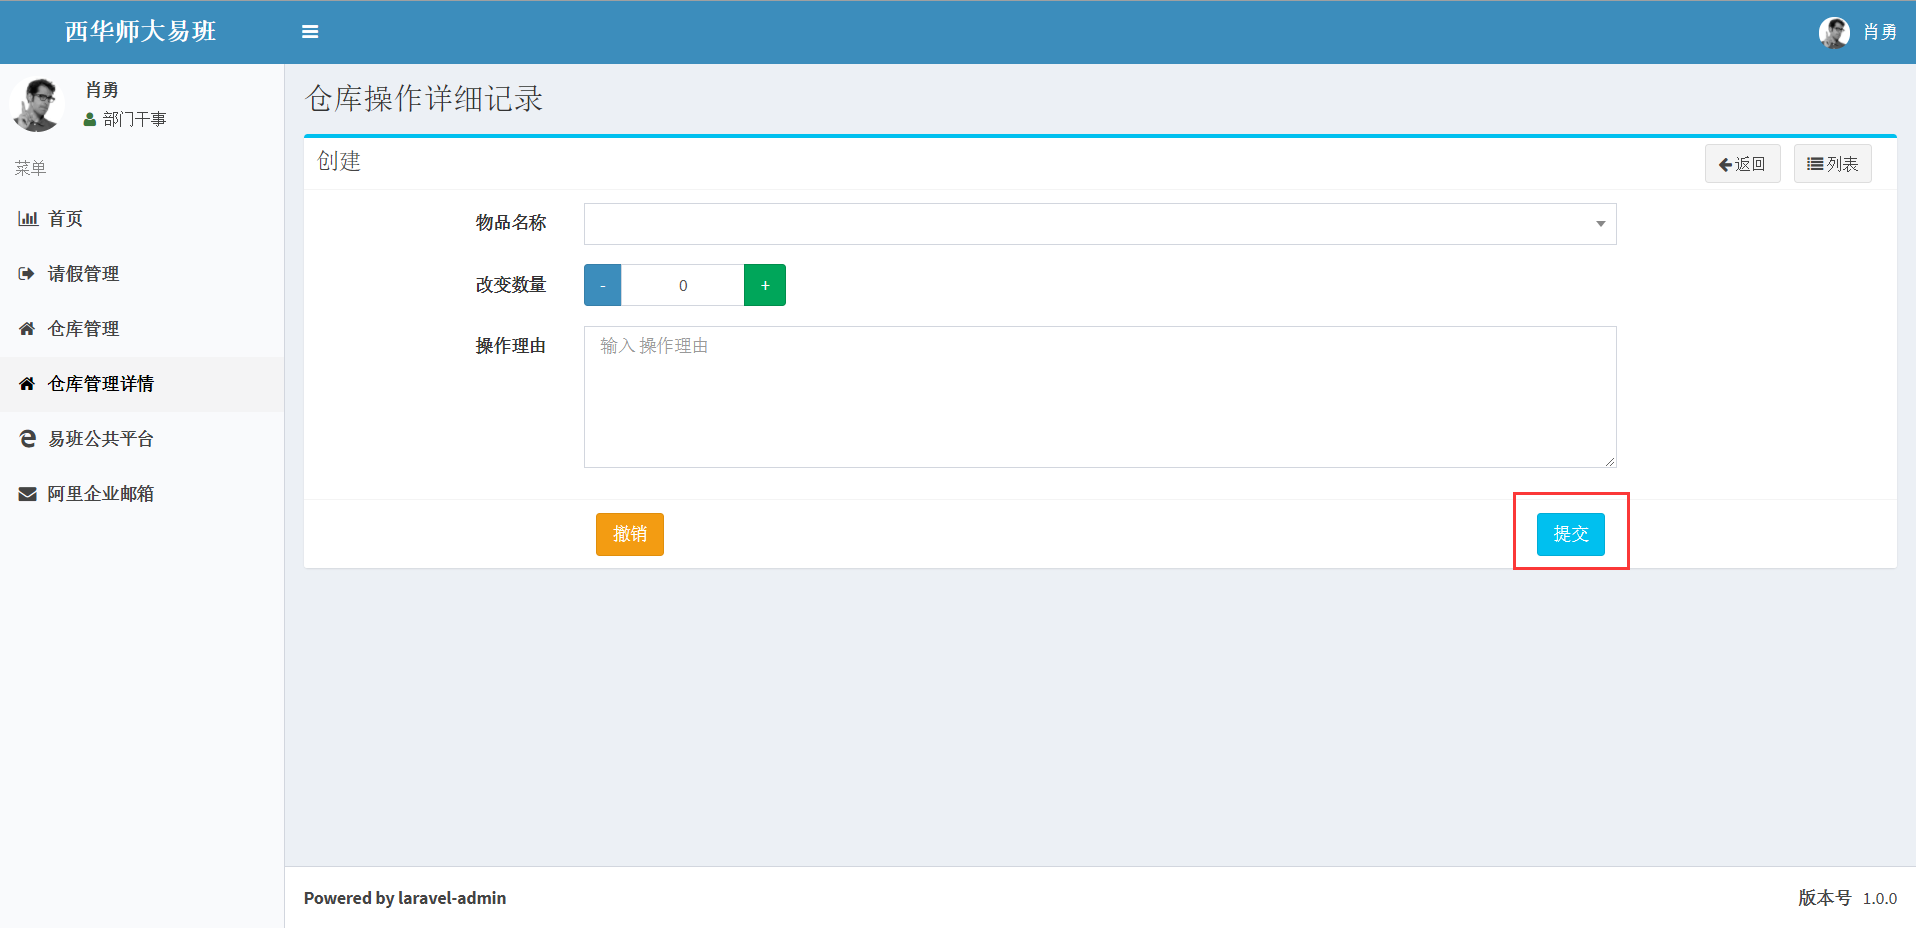 西华师大易班
肖勇
肖勇
部门干事
菜单
首页
请假管理
仓库管理
仓库管理详情
易班公共平台
阿里企业邮箱
仓库操作详细记录
创建
返回
列表
物品名称
改变数量
-
0
+
操作理由
输入 操作理由
撤销
提交
Powered by laravel-admin
版本号 1.0.0